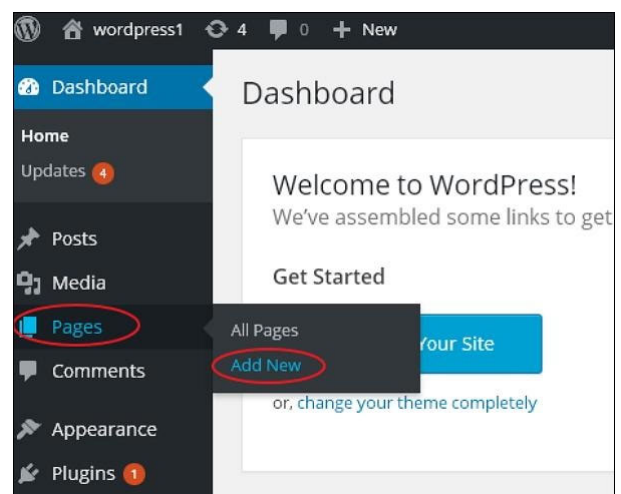 wordpress1 4 0 + New
Dashboard
Home
Updates 4
Posts
Media
Pages
Comments
Appearance
Plugins 1
All Pages
Add New
Dashboard
Welcome to WordPress!
We've assembled some links to get
Get Started
Your Site
or, change your theme completely